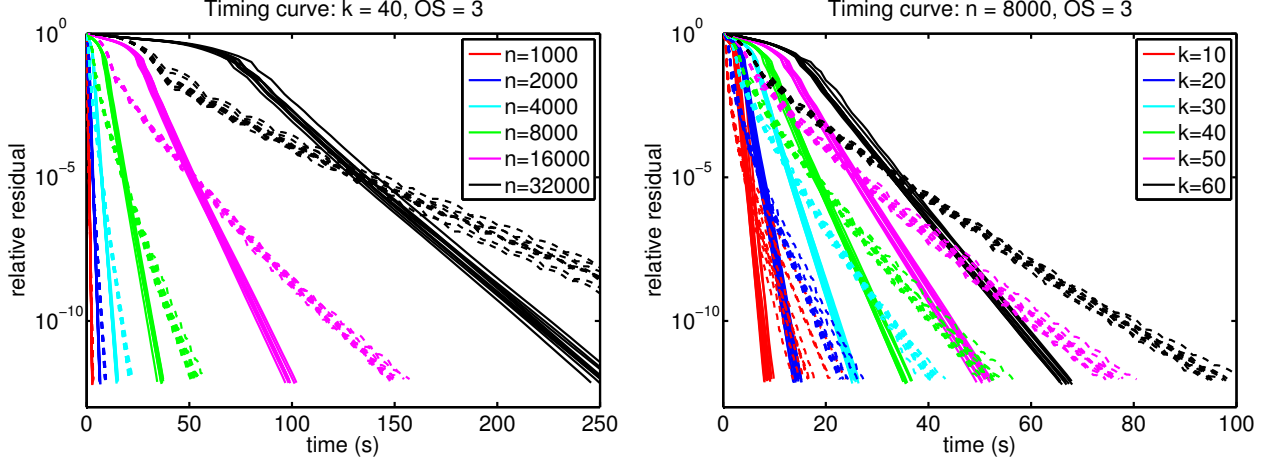 Timing curve: k = 40, OS = 3
relative residual
10^0
10^-5
10^-10
n=1000
n=2000
n=4000
n=8000
n=16000
n=32000
0 50 100 150 200 250
time (s)
Timing curve: n = 8000, OS = 3
relative residual
10^0
10^-5
10^-10
k=10
k=20
k=30
k=40
k=50
k=60
0 20 40 60 80 100
time (s)